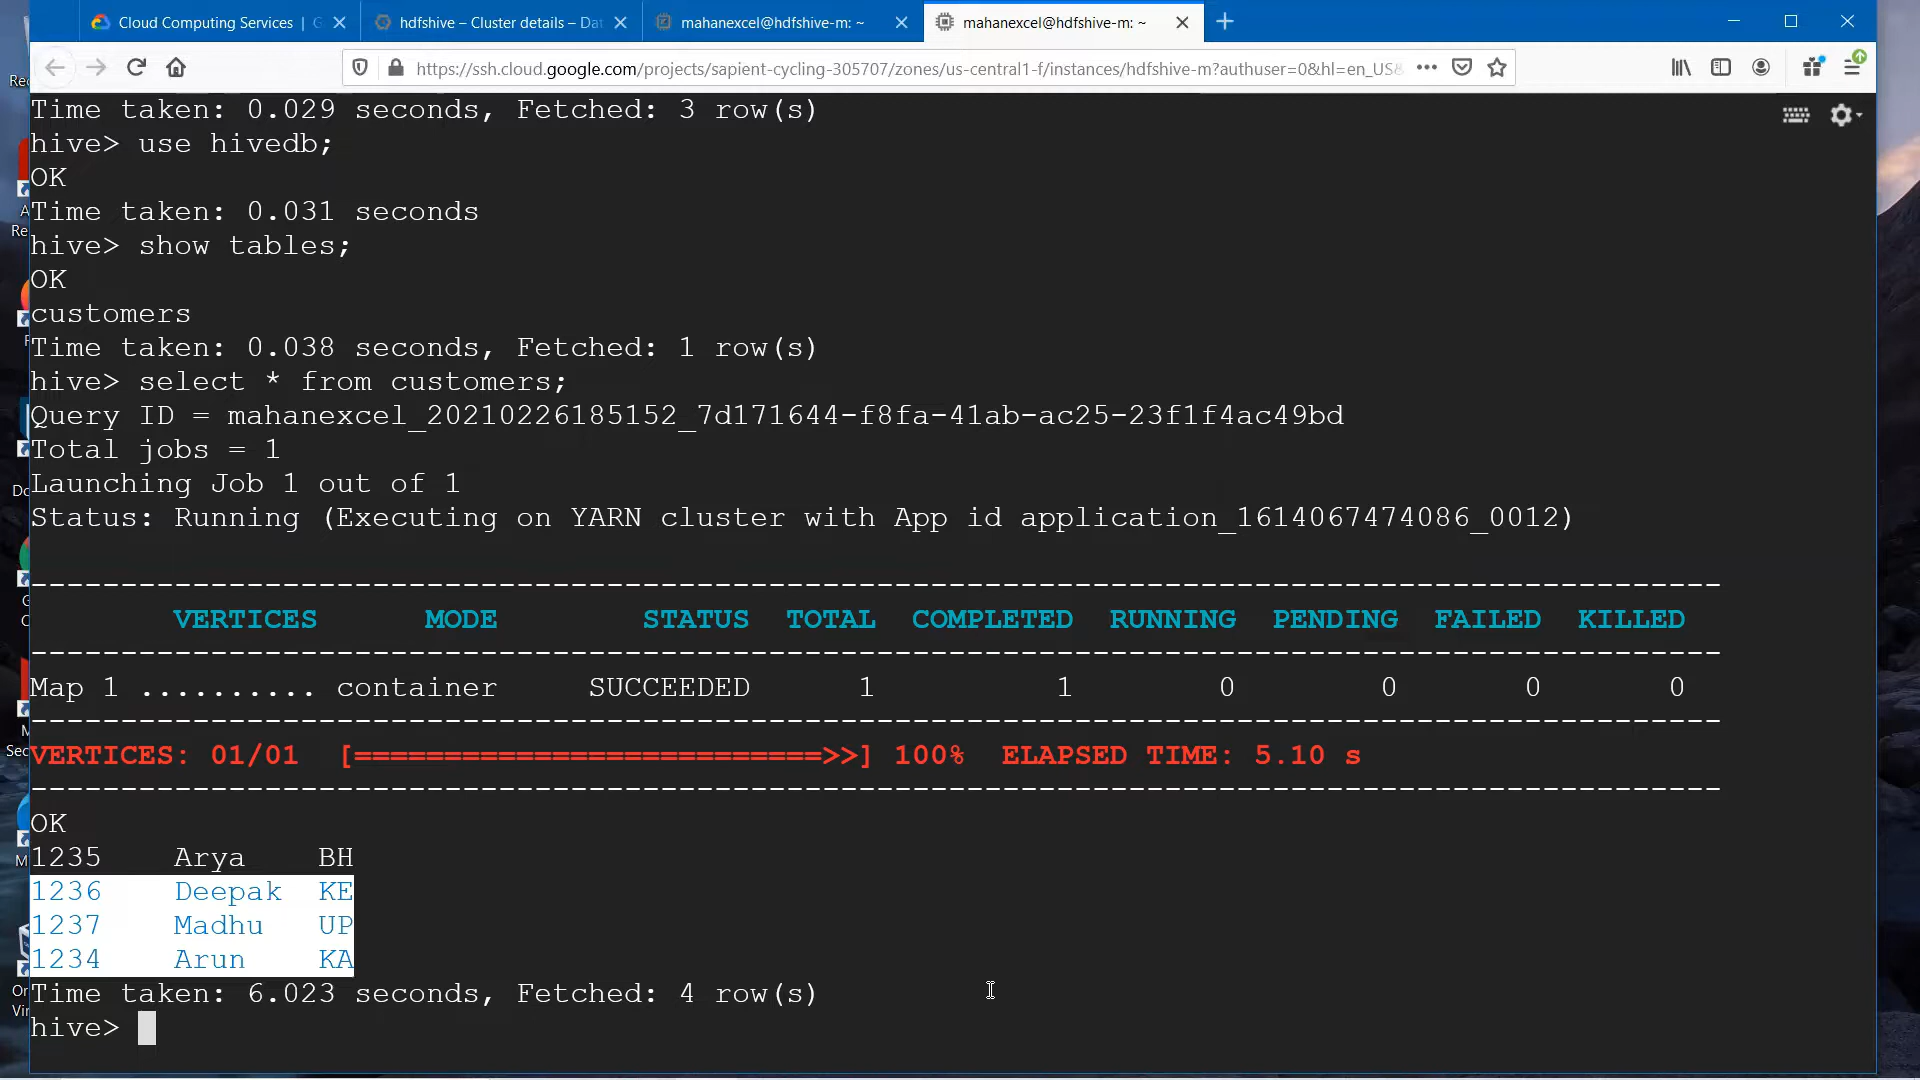 Cloud Computing Services | G
hdfshive – Cluster details – Dat
mahanexcel@hdfshive-m: ~
mahanexcel@hdfshive-m: ~
https://ssh.cloud.google.com/projects/sapient-cycling-305707/zones/us-central1-f/instances/hdfshive-m?authuser=0&hl=en_US&
Time taken: 0.029 seconds, Fetched: 3 row(s)
hive> use hivedb;
OK
Time taken: 0.031 seconds
hive> show tables;
OK
customers
Time taken: 0.038 seconds, Fetched: 1 row(s)
hive> select * from customers;
Query ID = mahanexcel_20210226185152_7d171644-f8fa-41ab-ac25-23f1f4ac49bd
Total jobs = 1
Launching Job 1 out of 1
Status: Running (Executing on YARN cluster with App id application_1614067474086_0012)
----------------------------------------------------------------------------------------------
VERTICES MODE STATUS TOTAL COMPLETED RUNNING PENDING FAILED KILLED
----------------------------------------------------------------------------------------------
Map 1 .......... container SUCCEEDED 1 1 0 0 0 0
----------------------------------------------------------------------------------------------
VERTICES: 01/01 [==========================>>] 100% ELAPSED TIME: 5.10 s
----------------------------------------------------------------------------------------------
OK
1235 Arya BH
1236 Deepak KE
1237 Madhu UP
1234 Arun KA
Time taken: 6.023 seconds, Fetched: 4 row(s)
hive>